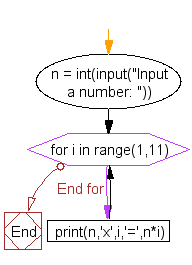 n = int(input("Input
a number: "))
for i in range(1,11)
End for
End
print(n,'x',i,'=',n*i)